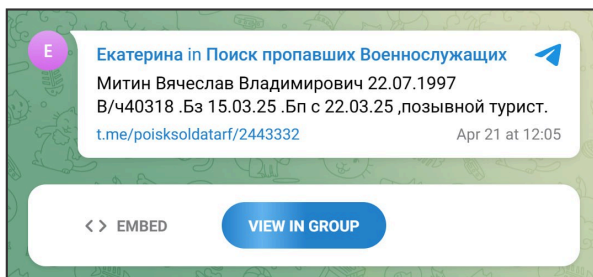 E
Екатерина in Поиск пропавших Военнослужащих
Митин Вячеслав Владимирович 22.07.1997
В/ч40318 .Бз 15.03.25 .Бп с 22.03.25 ,позывной турист.
t.me/poisksoldatarf/2443332 Apr 21 at 12:05
<> EMBED VIEW IN GROUP